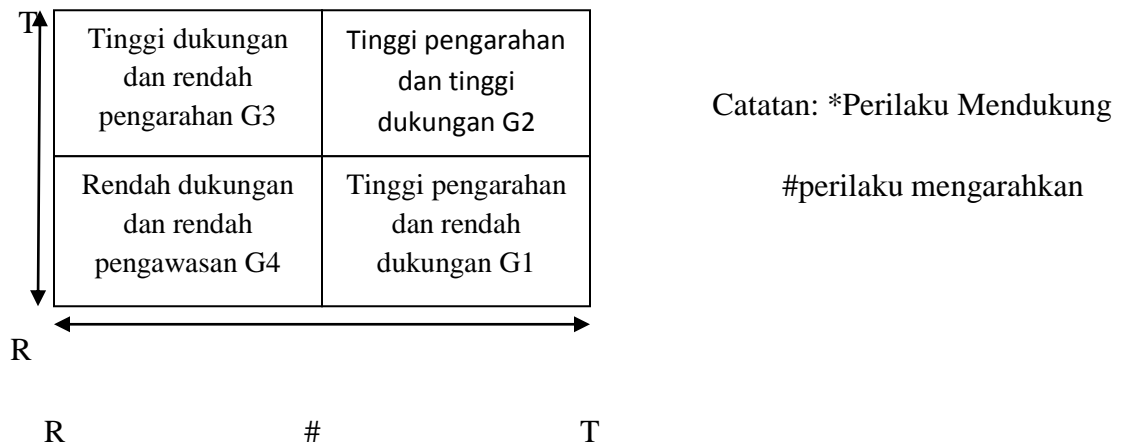 T
Tinggi dukungan
dan rendah
pengarahan G3
Tinggi pengarahan
dan tinggi
dukungan G2
Catatan: *Perilaku Mendukung
#perilaku mengarahkan
Rendah dukungan
dan rendah
pengawasan G4
Tinggi pengarahan
dan rendah
dukungan G1
R
R # T